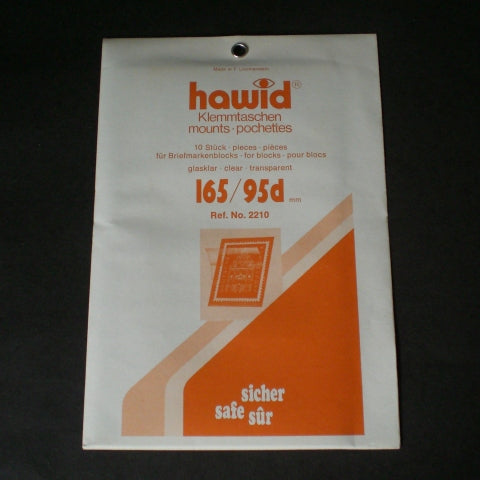 Made in F. Liechtenstein
hawid®
Klemmtaschen
mounts · pochettes
10 Stück · pieces · pièces
für Briefmarkenblocks · for blocks · pour blocs
glasklar · clear · transparent
165/95d mm
Ref. No. 2210
sicher
safe sûr